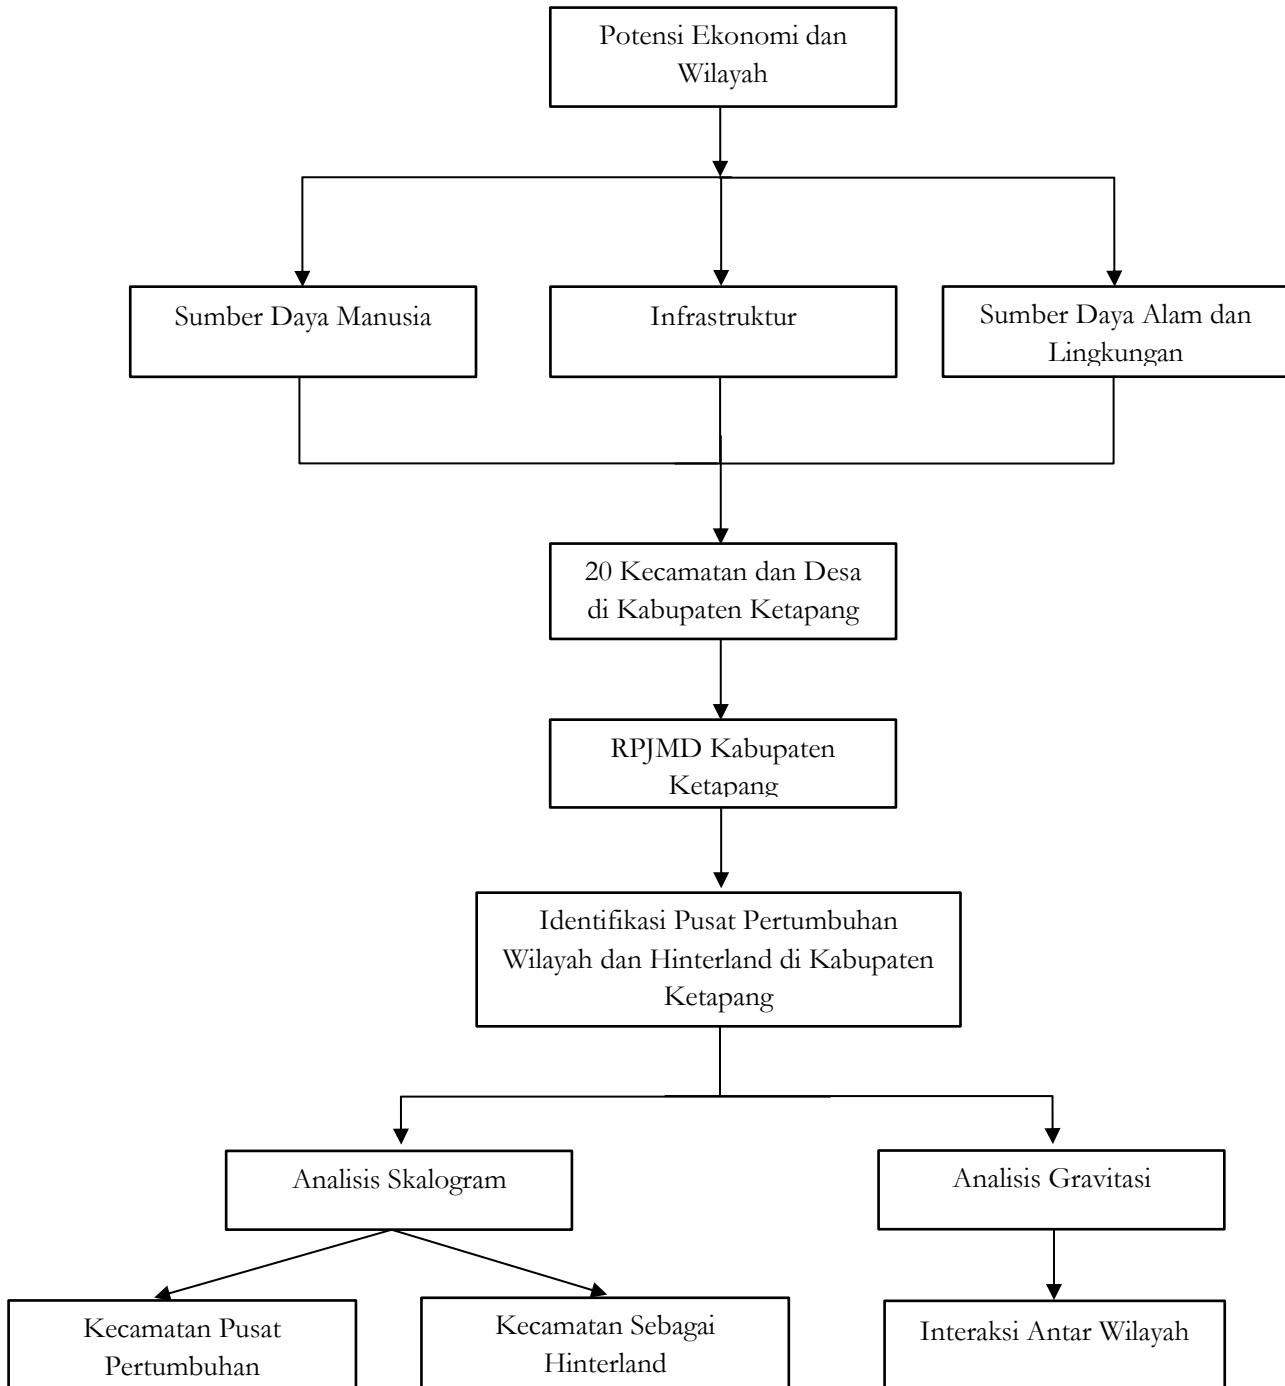 Potensi Ekonomi dan
Wilayah
Sumber Daya Manusia
Infrastruktur
Sumber Daya Alam dan
Lingkungan
20 Kecamatan dan Desa
di Kabupaten Ketapang
RPJMD Kabupaten
Ketapang
Identifikasi Pusat Pertumbuhan
Wilayah dan Hinterland di Kabupaten
Ketapang
Analisis Skalogram
Analisis Gravitasi
Kecamatan Pusat
Pertumbuhan
Kecamatan Sebagai
Hinterland
Interaksi Antar Wilayah